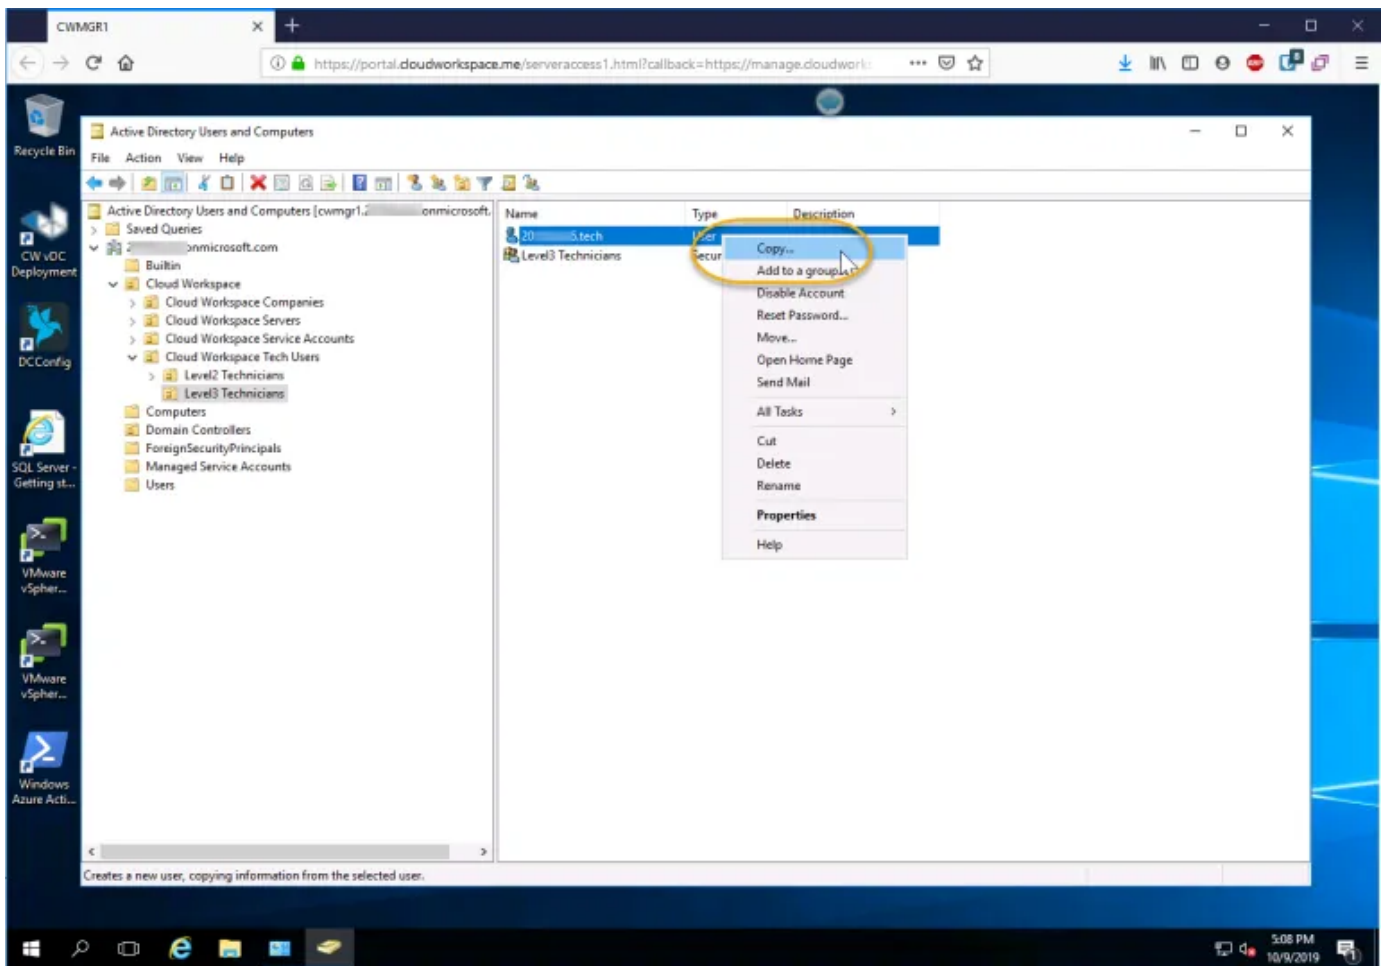 CWMGR1
https://portal.cloudworkspace.me/serveraccess1.html?callback=https://manage.cloudwork
Recycle Bin
Active Directory Users and Computers
File Action View Help
Active Directory Users and Computers [cwmgr1.2 onmicrosoft.
Saved Queries
2 onmicrosoft.com
Builtin
Cloud Workspace
Cloud Workspace Companies
Cloud Workspace Servers
Cloud Workspace Service Accounts
Cloud Workspace Tech Users
Level2 Technicians
Level3 Technicians
Computers
Domain Controllers
ForeignSecurityPrincipals
Managed Service Accounts
Users
Name Type Description
20 5.tech User
Level3 Technicians Secur
Copy...
Add to a group
Disable Account
Reset Password...
Move...
Open Home Page
Send Mail
All Tasks
Cut
Delete
Rename
Properties
Help
CW vDC
Deployment
DCConfig
SQL Server -
Getting st...
VMware
vSpher...
VMware
vSpher...
Windows
Azure Acti...
Creates a new user, copying information from the selected user.
5:08 PM
10/9/2019